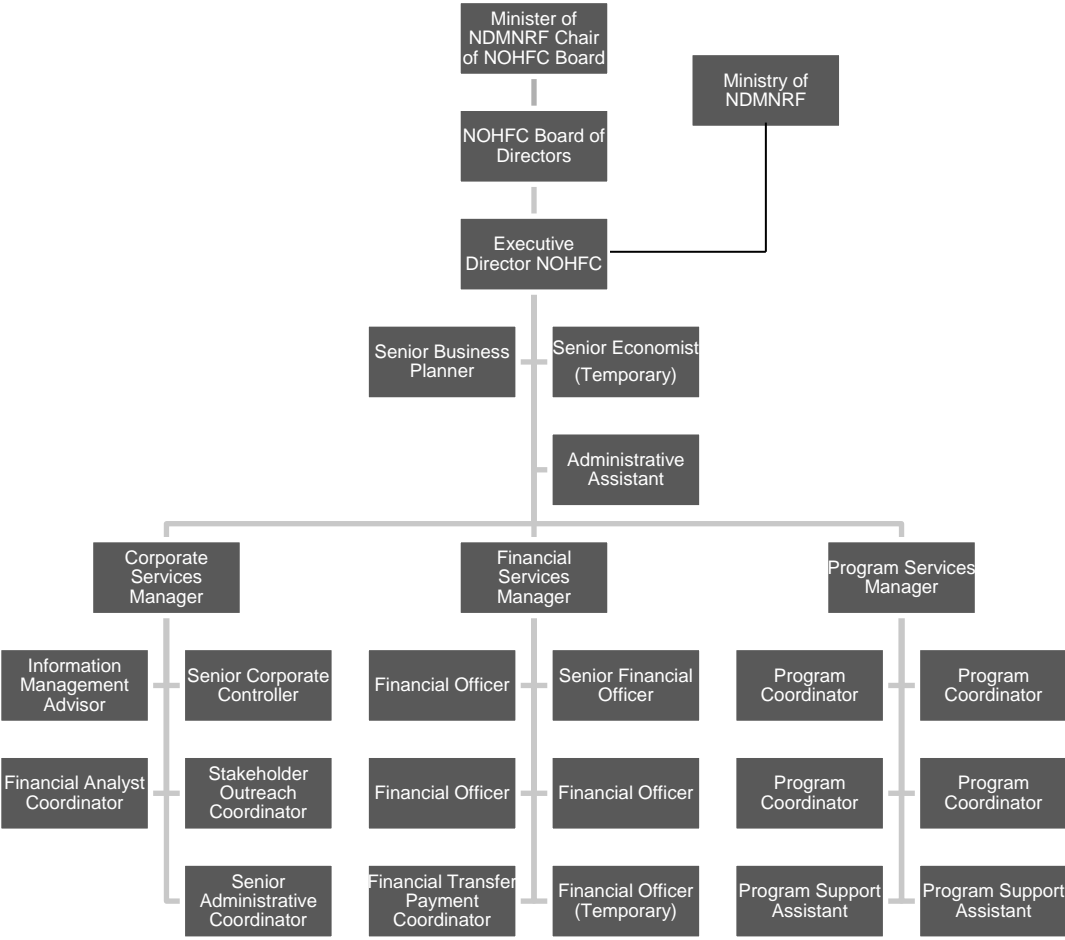 Minister of
NDMNRF Chair
of NOHFC Board
Ministry of
NDMNRF
NOHFC Board of
Directors
Executive
Director NOHFC
Senior Business
Planner
Senior Economist
(Temporary)
Administrative
Assistant
Corporate
Services
Manager
Financial
Services
Manager
Program Services
Manager
Information
Management
Advisor
Senior Corporate
Controller
Financial Officer
Senior Financial
Officer
Program
Coordinator
Program
Coordinator
Financial Analyst
Coordinator
Stakeholder
Outreach
Coordinator
Financial Officer
Financial Officer
Program
Coordinator
Program
Coordinator
Senior
Administrative
Coordinator
Financial Transfer
Payment
Coordinator
Financial Officer
(Temporary)
Program Support
Assistant
Program Support
Assistant